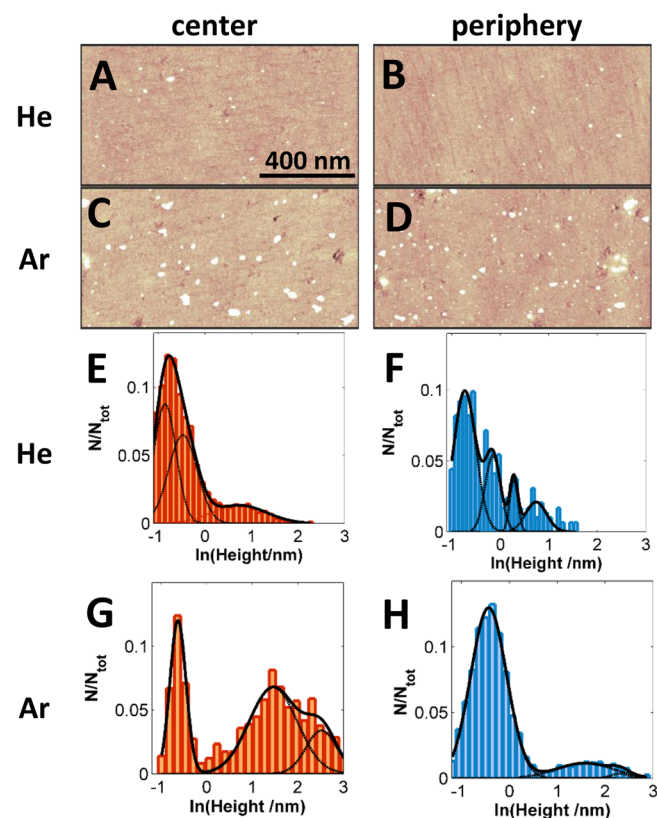 center periphery
He
A B
400 nm
Ar
C D
He
E F
N/Ntot N/Ntot
0.1 0.1
0.05 0.05
0 0
-1 0 1 2 3 -1 0 1 2 3
ln(Height/nm) ln(Height /nm)
Ar
G H
N/Ntot N/Ntot
0.1 0.1
0.05 0.05
0 0
-1 0 1 2 3 -1 0 1 2 3
ln(Height /nm) ln(Height /nm)